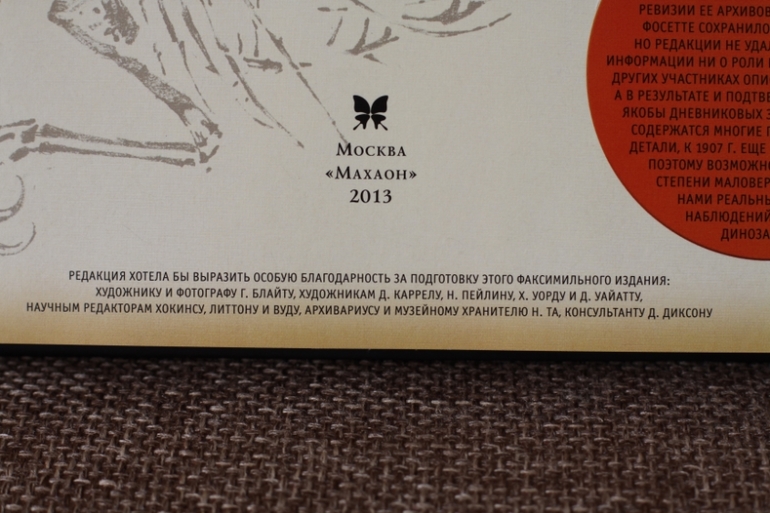 РЕВИЗИИ ЕЕ АРХИВОВ
ФОСЕТТЕ СОХРАНИЛО
НО РЕДАКЦИИ НЕ УДАЛ
ИНФОРМАЦИИ НИ О РОЛИ
ДРУГИХ УЧАСТНИКАХ ОПИ
А В РЕЗУЛЬТАТЕ И ПОДТВЕ
ЯКОБЫ ДНЕВНИКОВЫХ З
СОДЕРЖАТСЯ МНОГИЕ
ДЕТАЛИ, К 1907 Г. ЕЩЕ
ПОЭТОМУ ВОЗМОЖНО
СТЕПЕНИ МАЛОВЕР
НАМИ РЕАЛЬНЫ
НАБЛЮДЕНИЙ
ДИНОЗА
МОСКВА
«МАХАОН»
2013
РЕДАКЦИЯ ХОТЕЛА БЫ ВЫРАЗИТЬ ОСОБУЮ БЛАГОДАРНОСТЬ ЗА ПОДГОТОВКУ ЭТОГО ФАКСИМИЛЬНОГО ИЗДАНИЯ:
ХУДОЖНИКУ И ФОТОГРАФУ Г. БЛАЙТУ, ХУДОЖНИКАМ Д. КАРРЕЛУ, Н. ПЕЙЛИНУ, Х. УОРДУ И Д. УАЙАТТУ,
НАУЧНЫМ РЕДАКТОРАМ ХОКИНСУ, ЛИТТОНУ И ВУДУ, АРХИВАРИУСУ И МУЗЕЙНОМУ ХРАНИТЕЛЮ Н. ТА, КОНСУЛЬТАНТУ Д. ДИКСОНУ